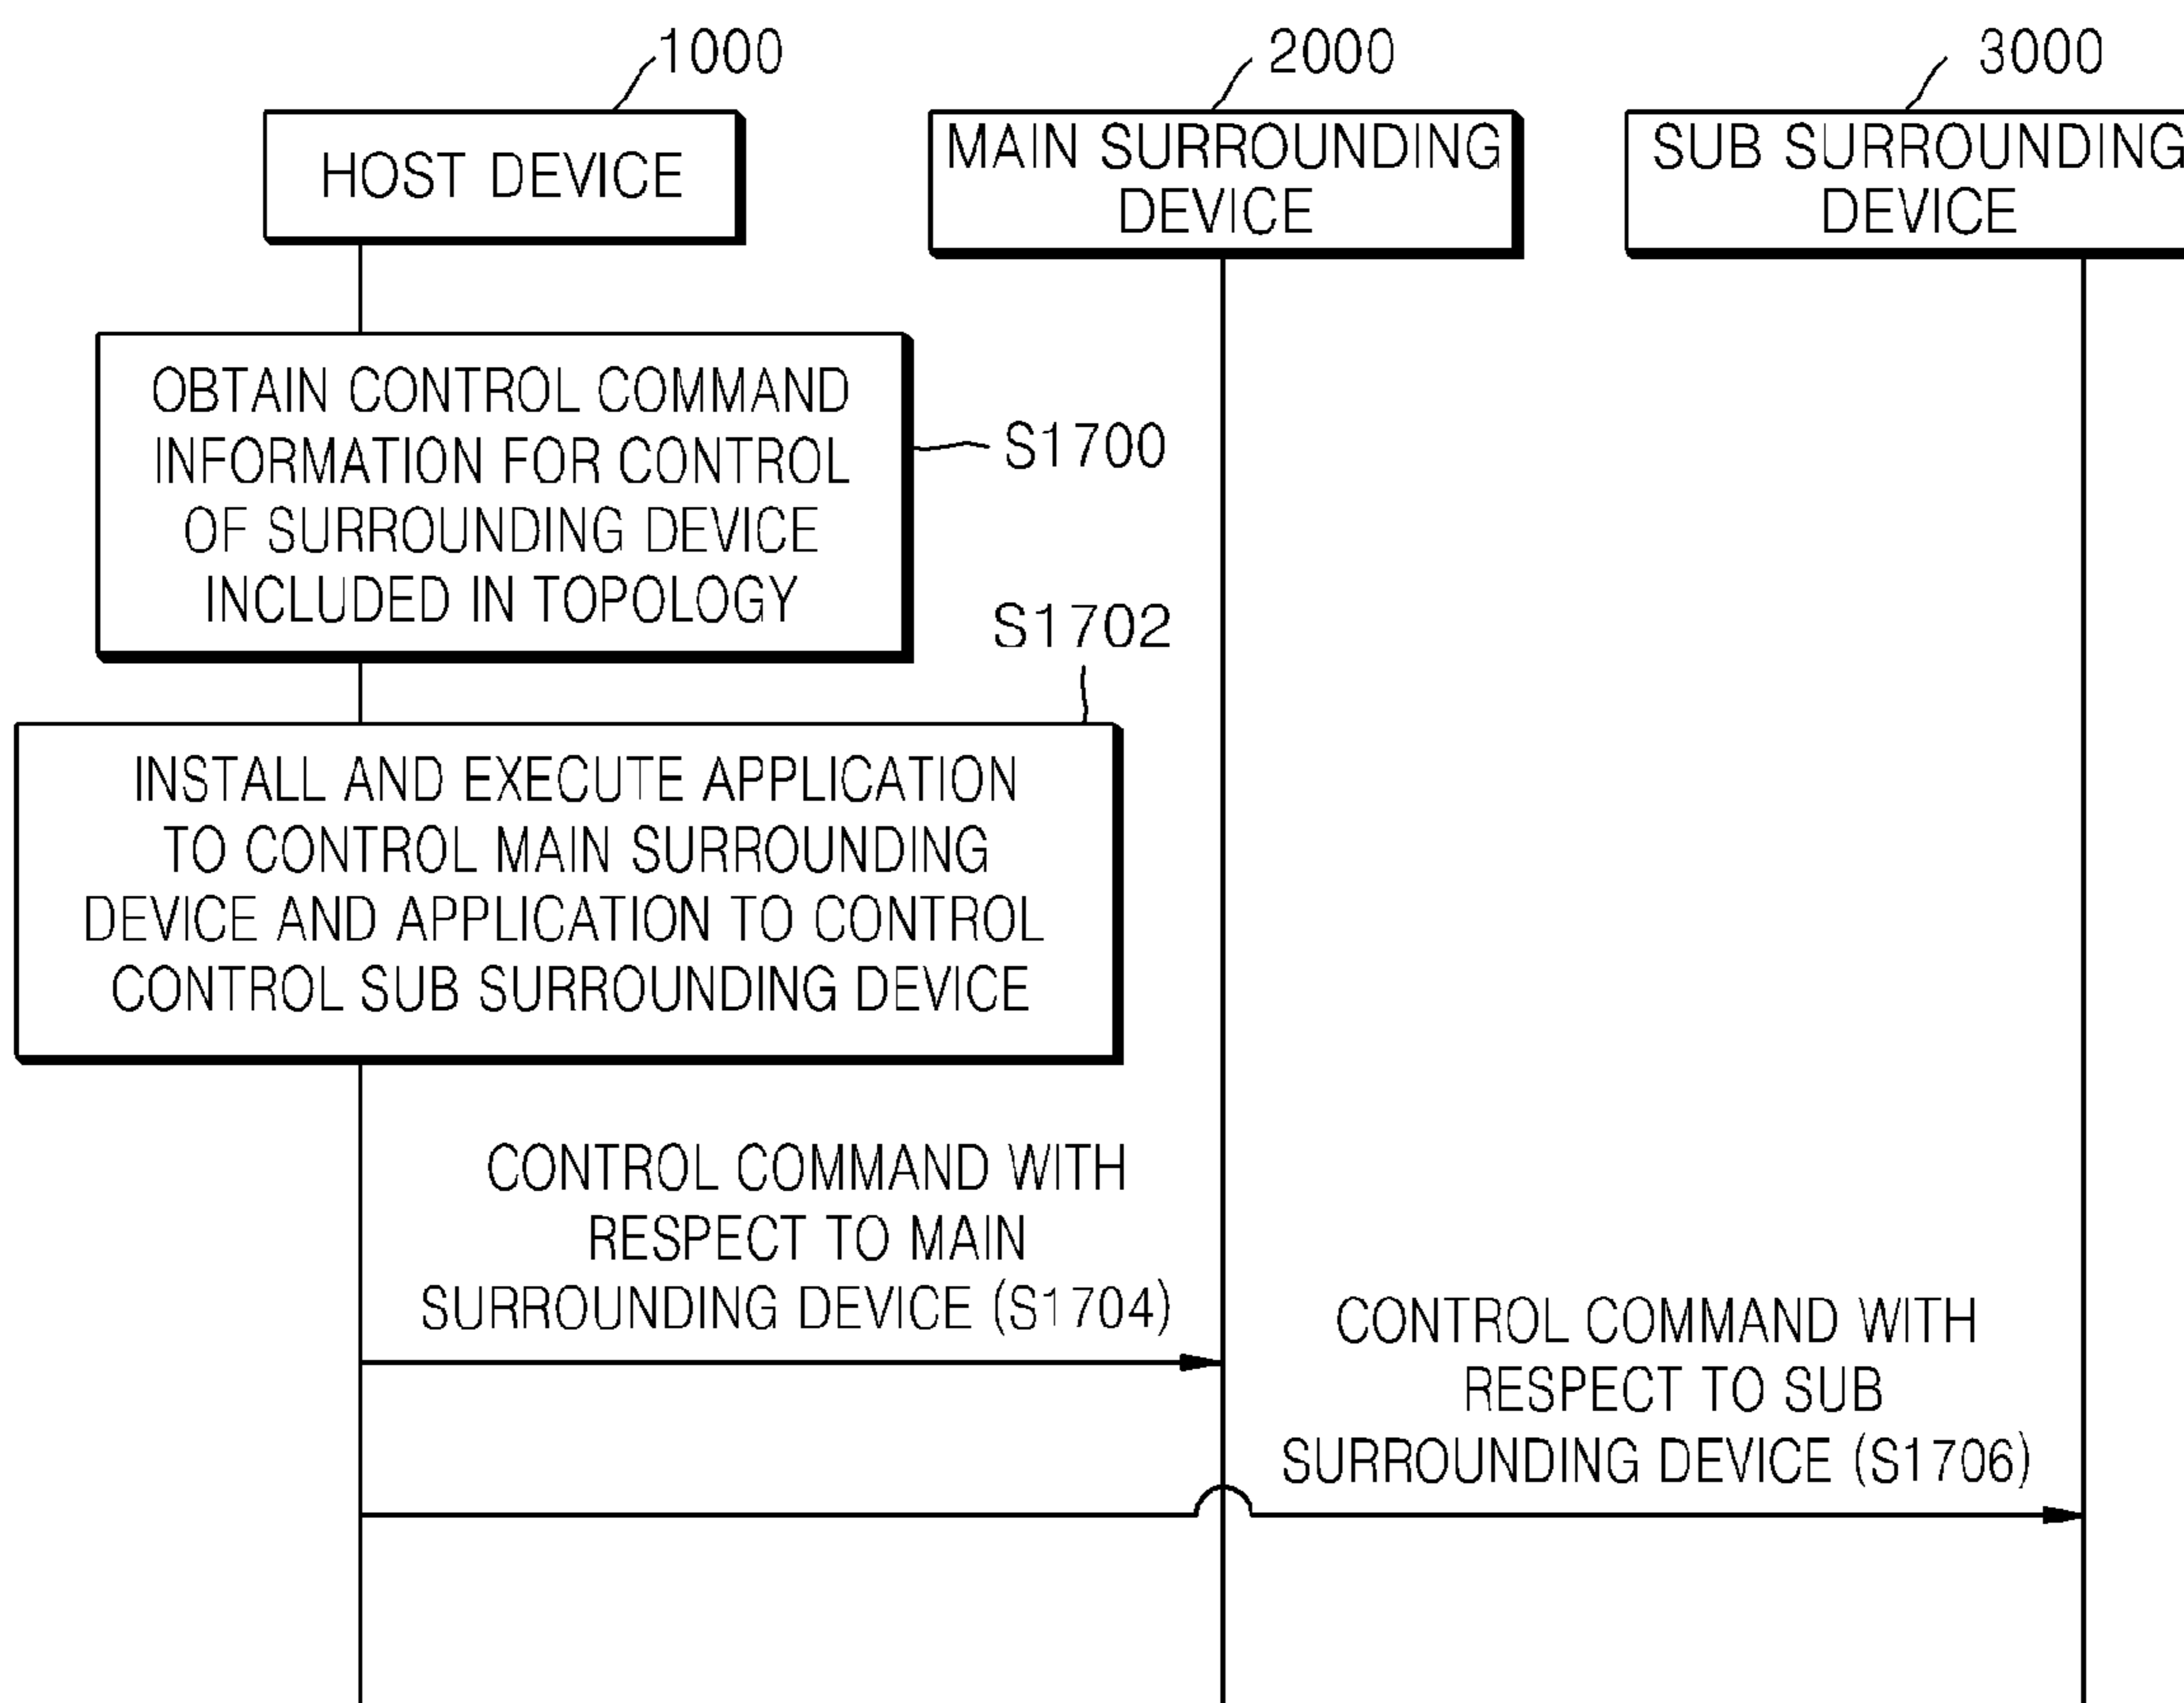 1000
2000
3000
HOST DEVICE
MAIN SURROUNDING
DEVICE
SUB SURROUNDING
DEVICE
OBTAIN CONTROL COMMAND
INFORMATION FOR CONTROL
OF SURROUNDING DEVICE
INCLUDED IN TOPOLOGY
S1700
S1702
INSTALL AND EXECUTE APPLICATION
TO CONTROL MAIN SURROUNDING
DEVICE AND APPLICATION TO CONTROL
CONTROL SUB SURROUNDING DEVICE
CONTROL COMMAND WITH
RESPECT TO MAIN
SURROUNDING DEVICE (S1704)
CONTROL COMMAND WITH
RESPECT TO SUB
SURROUNDING DEVICE (S1706)